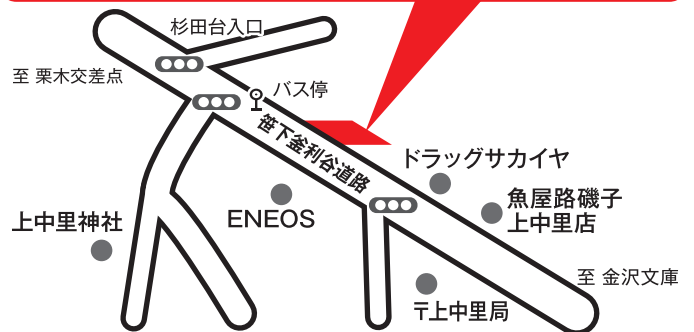 杉田台入口
至 栗木交差点
バス停
笹下釜利谷道路
ドラッグサカイヤ
魚屋路磯子
上中里店
ENEOS
上中里神社
至 金沢文庫
〒上中里局